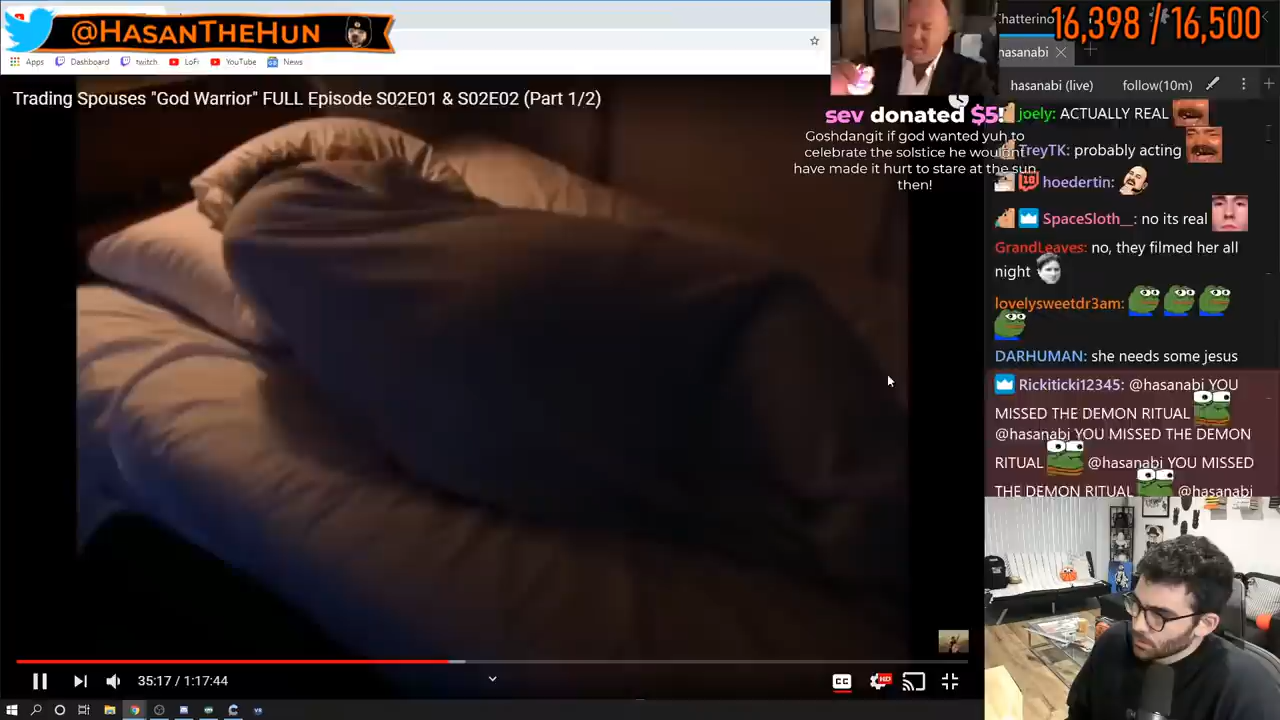 @HASANTHEHUN
Apps Dashboard twitch LoFi YouTube News
Trading Spouses "God Warrior" FULL Episode S02E01 & S02E02 (Part 1/2)
sev donated $5!
Goshdangit if god wanted yuh to
celebrate the solstice he wouldn't
have made it hurt to stare at the sun
then!
35:17 / 1:17:44
CC
HD
Chatterino
16,398 / 16,500
hasanabi
hasanabi (live) follow(10m)
joely: ACTUALLY REAL
TreyTK: probably acting
hoedertin:
SpaceSloth__: no its real
GrandLeaves: no, they filmed her all
night
lovelysweetdr3am:
DARHUMAN: she needs some jesus
Rickiticki12345: @hasanabi YOU
MISSED THE DEMON RITUAL
@hasanabi YOU MISSED THE DEMON
RITUAL @hasanabi YOU MISSED
THE DEMON RITUAL @hasanabi